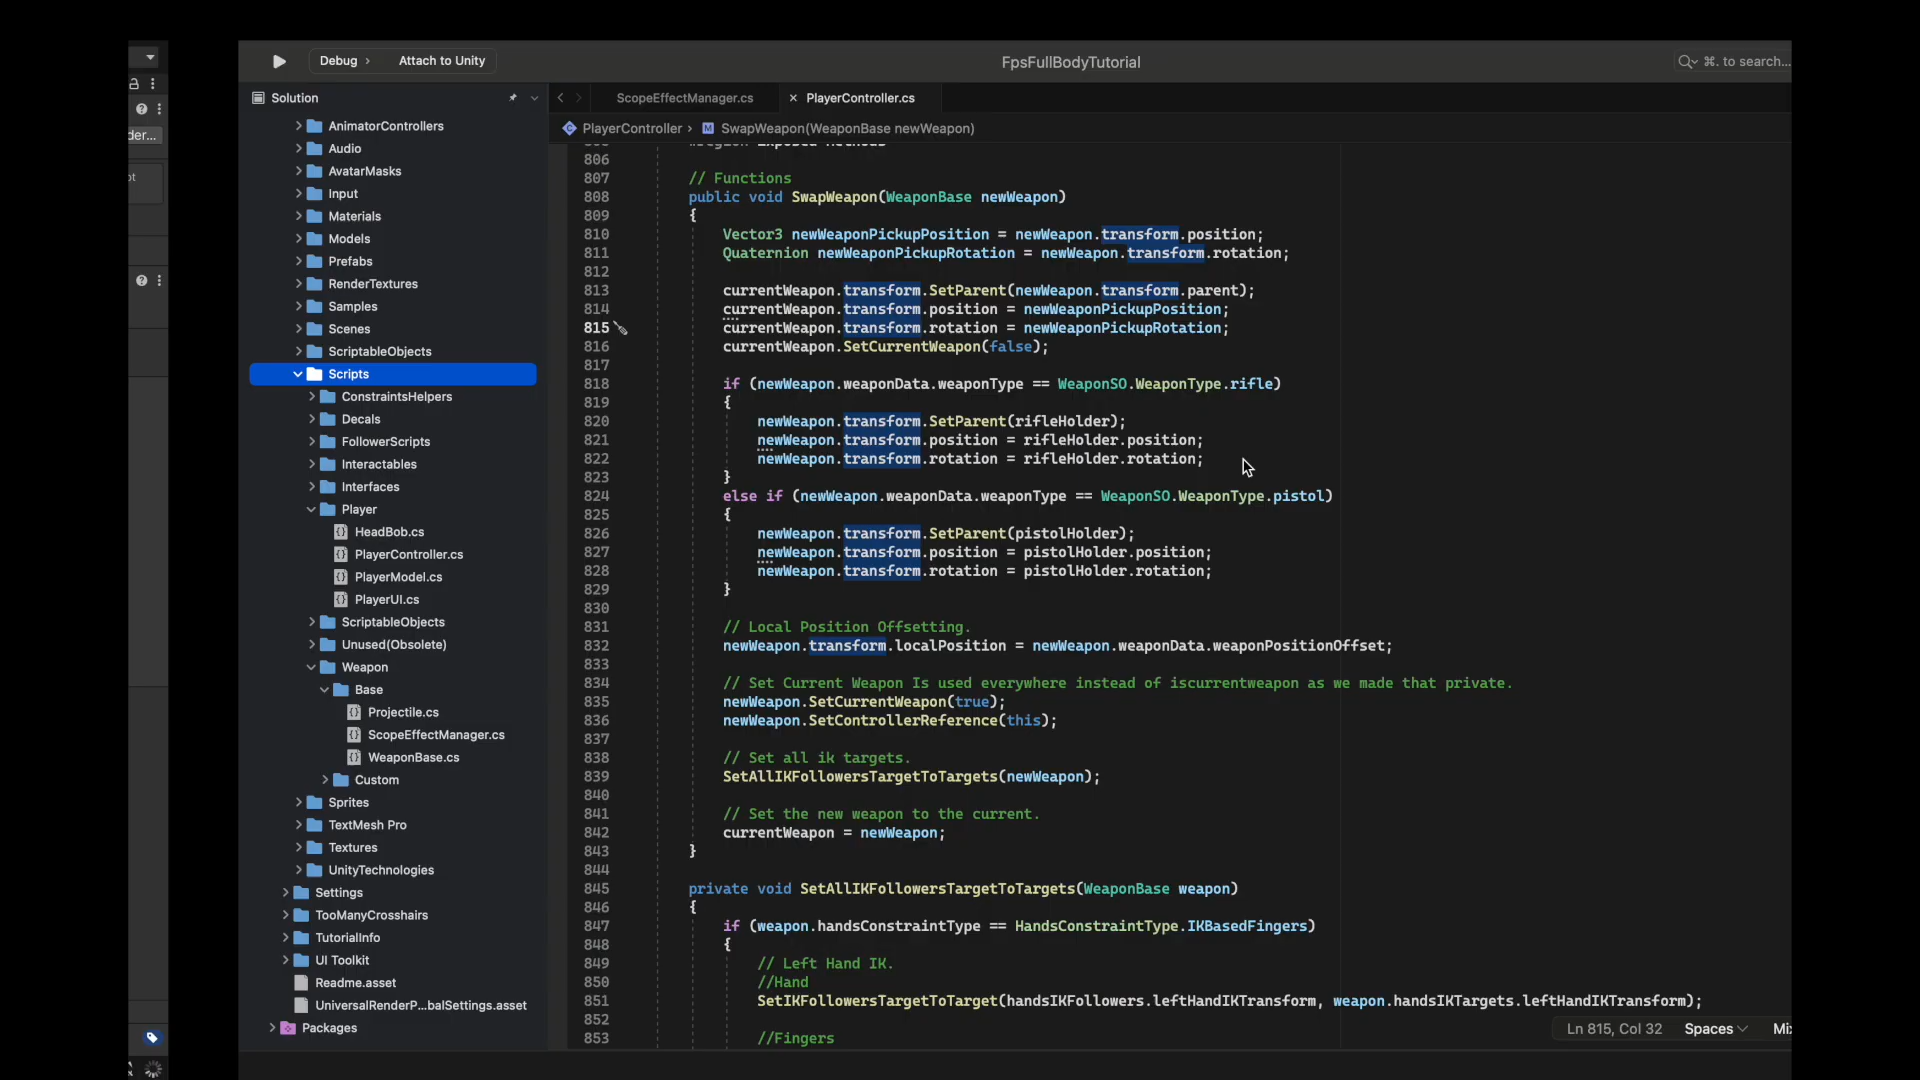 Debug
Attach to Unity
FpsFullBodyTutorial
⌘. to search...
der...
ot
Solution
AnimatorControllers
Audio
AvatarMasks
Input
Materials
Models
Prefabs
RenderTextures
Samples
Scenes
ScriptableObjects
Scripts
ConstraintsHelpers
Decals
FollowerScripts
Interactables
Interfaces
Player
HeadBob.cs
PlayerController.cs
PlayerModel.cs
PlayerUI.cs
ScriptableObjects
Unused(Obsolete)
Weapon
Base
Projectile.cs
ScopeEffectManager.cs
WeaponBase.cs
Custom
Sprites
TextMesh Pro
Textures
UnityTechnologies
Settings
TooManyCrosshairs
TutorialInfo
UI Toolkit
Readme.asset
UniversalRenderP...balSettings.asset
Packages
ScopeEffectManager.cs
PlayerController.cs
PlayerController › SwapWeapon(WeaponBase newWeapon)
806
807 // Functions
808 public void SwapWeapon(WeaponBase newWeapon)
809 {
810 Vector3 newWeaponPickupPosition = newWeapon.transform.position;
811 Quaternion newWeaponPickupRotation = newWeapon.transform.rotation;
812
813 currentWeapon.transform.SetParent(newWeapon.transform.parent);
814 currentWeapon.transform.position = newWeaponPickupPosition;
815 currentWeapon.transform.rotation = newWeaponPickupRotation;
816 currentWeapon.SetCurrentWeapon(false);
817
818 if (newWeapon.weaponData.weaponType == WeaponSO.WeaponType.rifle)
819 {
820 newWeapon.transform.SetParent(rifleHolder);
821 newWeapon.transform.position = rifleHolder.position;
822 newWeapon.transform.rotation = rifleHolder.rotation;
823 }
824 else if (newWeapon.weaponData.weaponType == WeaponSO.WeaponType.pistol)
825 {
826 newWeapon.transform.SetParent(pistolHolder);
827 newWeapon.transform.position = pistolHolder.position;
828 newWeapon.transform.rotation = pistolHolder.rotation;
829 }
830
831 // Local Position Offsetting.
832 newWeapon.transform.localPosition = newWeapon.weaponData.weaponPositionOffset;
833
834 // Set Current Weapon Is used everywhere instead of iscurrentweapon as we made that private.
835 newWeapon.SetCurrentWeapon(true);
836 newWeapon.SetControllerReference(this);
837
838 // Set all ik targets.
839 SetAllIKFollowersTargetToTargets(newWeapon);
840
841 // Set the new weapon to the current.
842 currentWeapon = newWeapon;
843 }
844
845 private void SetAllIKFollowersTargetToTargets(WeaponBase weapon)
846 {
847 if (weapon.handsConstraintType == HandsConstraintType.IKBasedFingers)
848 {
849 // Left Hand IK.
850 //Hand
851 SetIKFollowersTargetToTarget(handsIKFollowers.leftHandIKTransform, weapon.handsIKTargets.leftHandIKTransform);
852
853 //Fingers
Ln 815, Col 32
Spaces
Mix